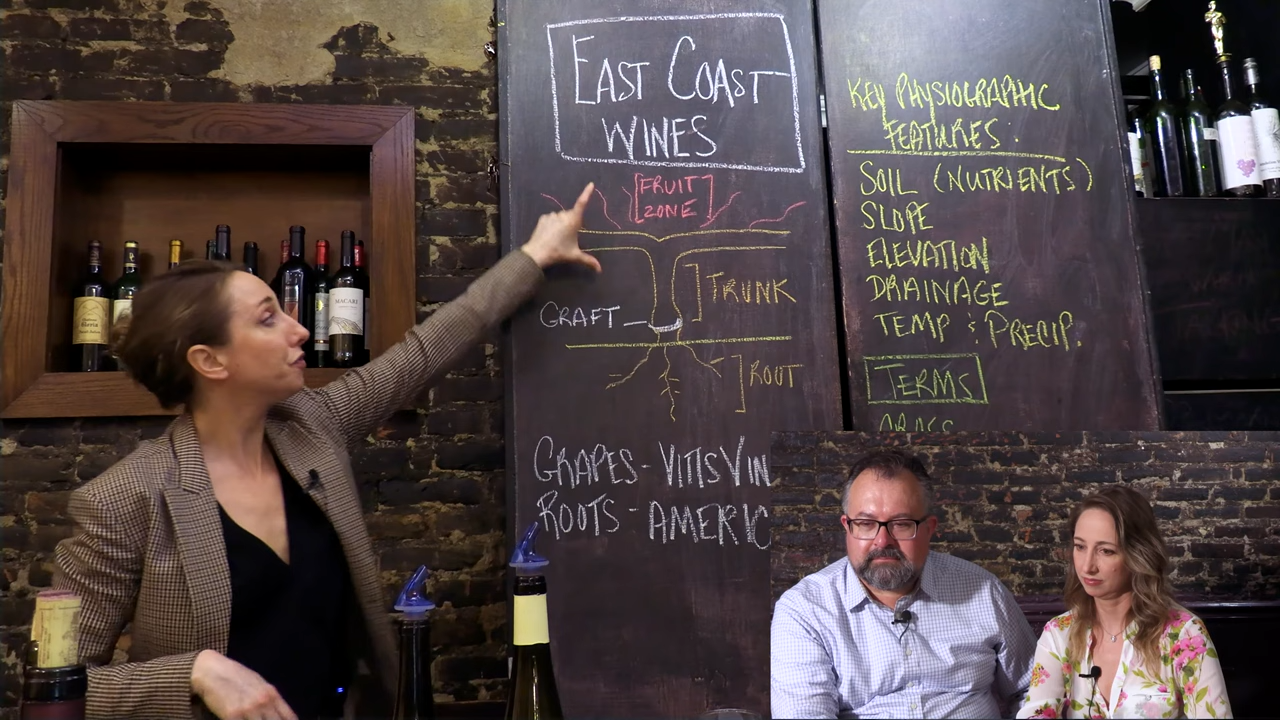 EAST COAST
WINES
[FRUIT
ZONE]
TRUNK
GRAFT
ROOT
GRAPES - VITIS VIN
ROOTS - AMERIC
KEY PHYSIOGRAPHIC
FEATURES:
SOIL (NUTRIENTS)
SLOPE
ELEVATION
DRAINAGE
TEMP & PRECIP.
TERMS
MACARI